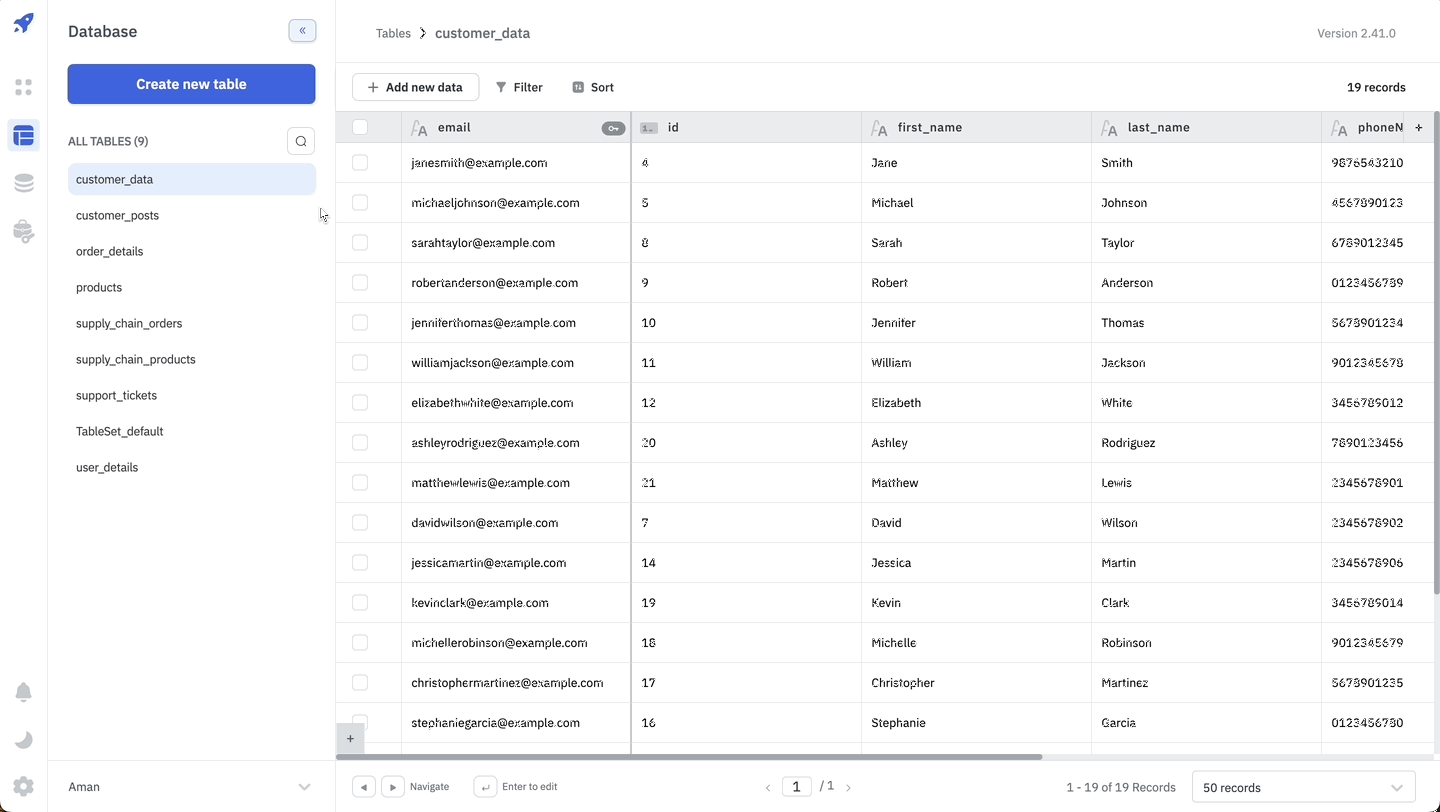 Database
«
Create new table
ALL TABLES (9)
customer_data
customer_posts
order_details
products
supply_chain_orders
supply_chain_products
support_tickets
TableSet_default
user_details
Aman
Tables > customer_data
Version 2.41.0
+ Add new data Filter Sort
19 records
email id first_name last_name phoneN +
janesmith@example.com 4 Jane Smith 9876543210
michaeljohnson@example.com 5 Michael Johnson 4567890123
sarahtaylor@example.com 8 Sarah Taylor 6789012345
robertanderson@example.com 9 Robert Anderson 0123456789
jenniferthomas@example.com 10 Jennifer Thomas 5678901234
williamjackson@example.com 11 William Jackson 9012345678
elizabethwhite@example.com 12 Elizabeth White 3456789012
ashleyrodriguez@example.com 20 Ashley Rodriguez 7890123456
matthewlewis@example.com 21 Matthew Lewis 2345678901
davidwilson@example.com 7 David Wilson 2345678902
jessicamartin@example.com 14 Jessica Martin 2345678906
kevinclark@example.com 19 Kevin Clark 3456789014
michellerobinson@example.com 18 Michelle Robinson 9012345679
christophermartinez@example.com 17 Christopher Martinez 5678901235
stephaniegarcia@example.com 16 Stephanie Garcia 0123456780
+
Navigate Enter to edit
‹ 1 / 1 ›
1 - 19 of 19 Records
50 records